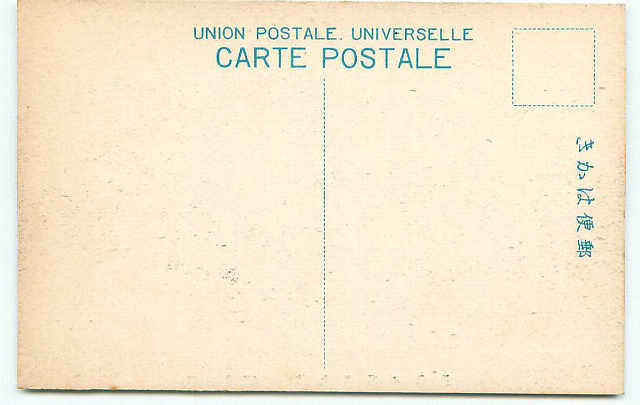 UNION POSTALE. UNIVERSELLE
CARTE POSTALE
郵便はかき